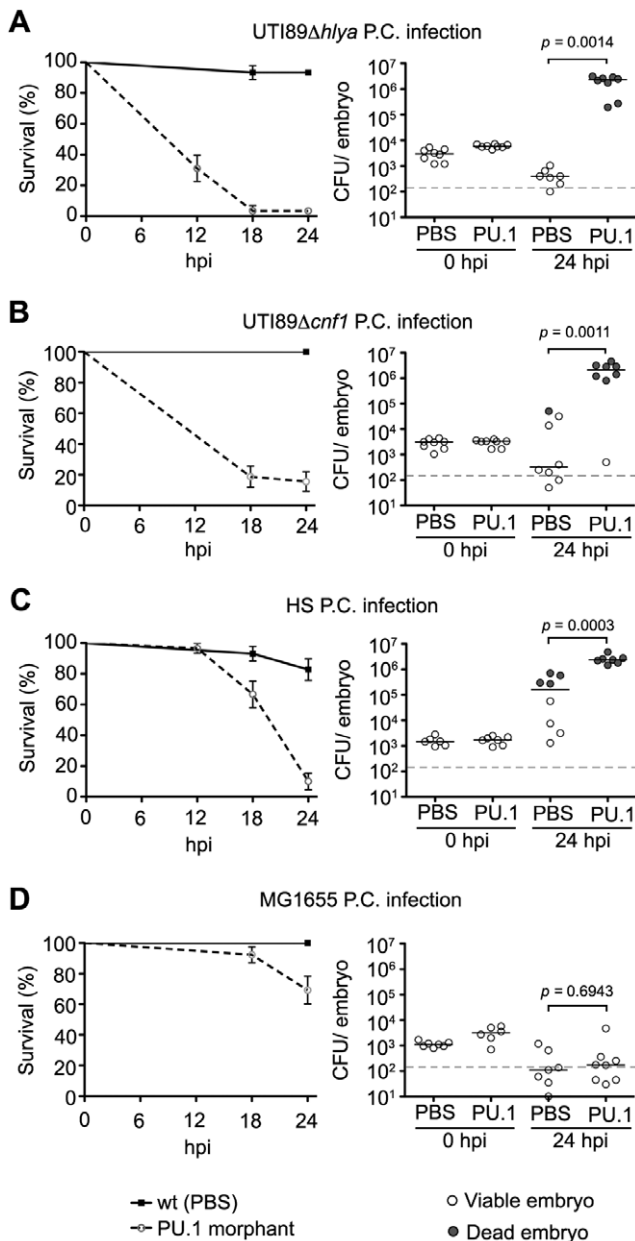 A
UTI89Δhlya P.C. infection
Survival (%)
100
80
60
40
20
0
0 6 12 18 24
hpi
CFU/ embryo
10⁷
10⁶
10⁵
10⁴
10³
10²
10¹
p = 0.0014
PBS PU.1 PBS PU.1
0 hpi 24 hpi
B
UTI89Δcnf1 P.C. infection
Survival (%)
100
80
60
40
20
0
0 6 12 18 24
hpi
CFU/ embryo
10⁷
10⁶
10⁵
10⁴
10³
10²
10¹
p = 0.0011
PBS PU.1 PBS PU.1
0 hpi 24 hpi
C
HS P.C. infection
Survival (%)
100
80
60
40
20
0
0 6 12 18 24
hpi
CFU/ embryo
10⁷
10⁶
10⁵
10⁴
10³
10²
10¹
p = 0.0003
PBS PU.1 PBS PU.1
0 hpi 24 hpi
D
MG1655 P.C. infection
Survival (%)
100
80
60
40
20
0
0 6 12 18 24
hpi
CFU/ embryo
10⁷
10⁶
10⁵
10⁴
10³
10²
10¹
p = 0.6943
PBS PU.1 PBS PU.1
0 hpi 24 hpi
wt (PBS)
PU.1 morphant
Viable embryo
Dead embryo